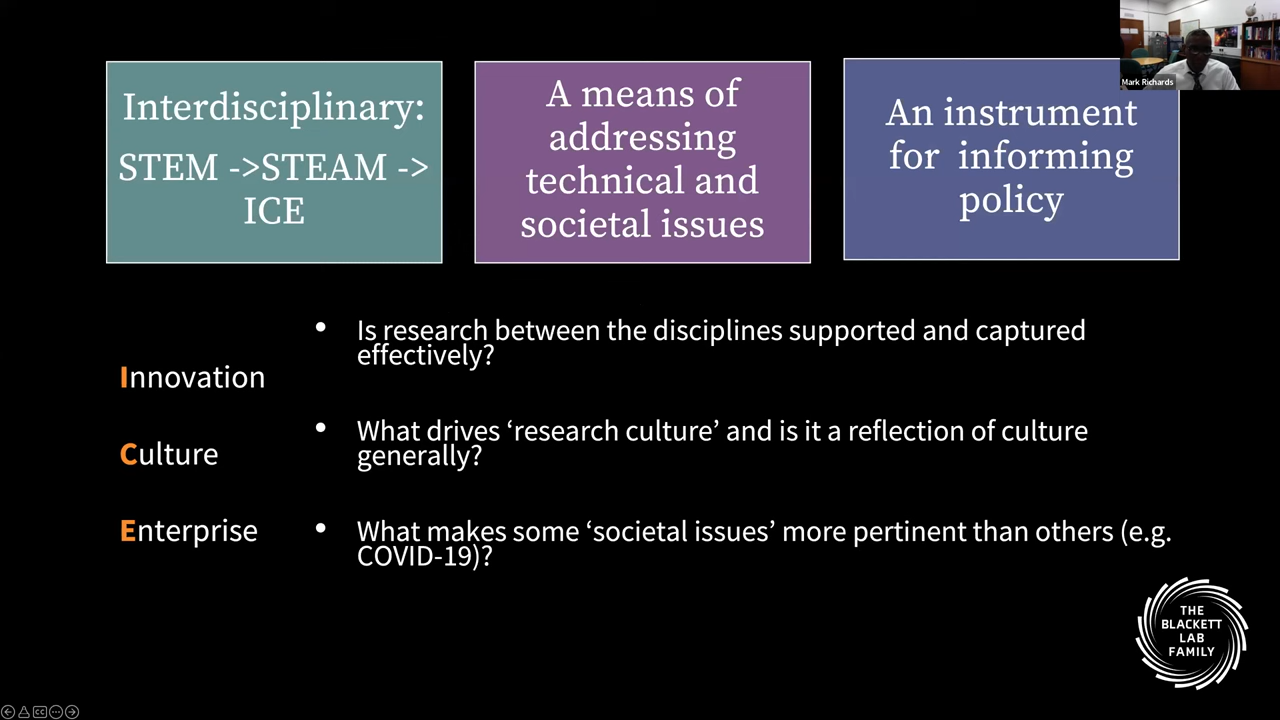 Interdisciplinary:
STEM ->STEAM ->
ICE
A means of
addressing
technical and
societal issues
An instrument
for informing
policy
Mark Richards
Innovation
Culture
Enterprise
• Is research between the disciplines supported and captured
effectively?
• What drives ‘research culture’ and is it a reflection of culture
generally?
• What makes some ‘societal issues’ more pertinent than others (e.g.
COVID-19)?
THE
BLACKETT
LAB
FAMILY